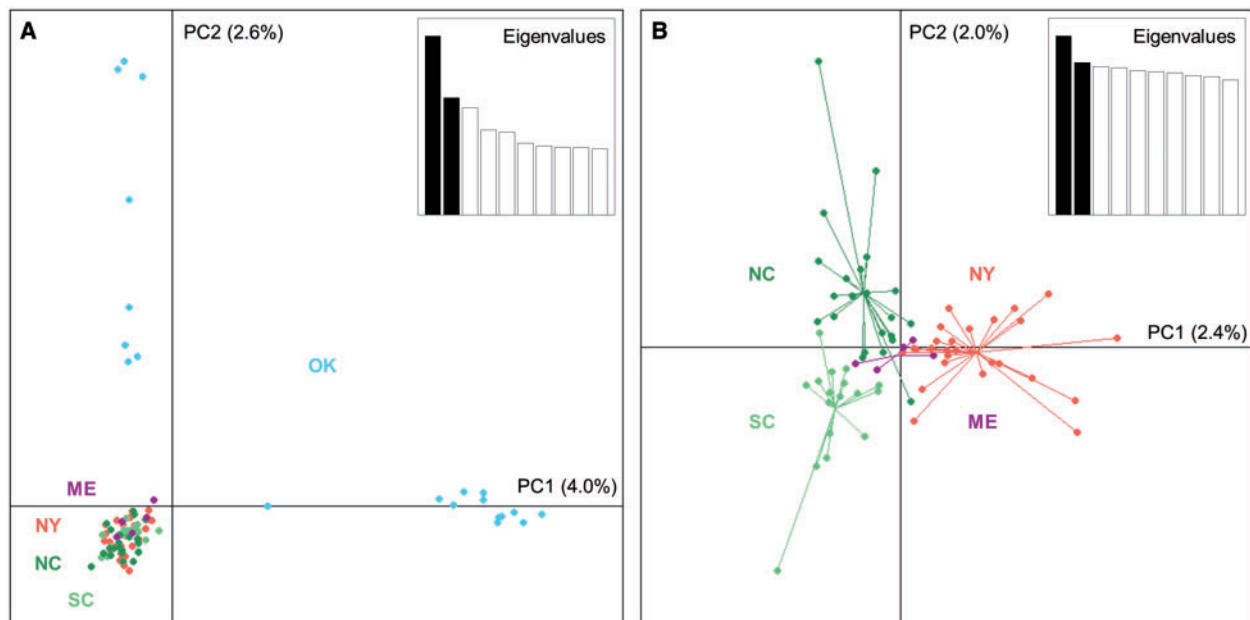 A
PC2 (2.6%)
Eigenvalues
OK
PC1 (4.0%)
ME
NY
NC
SC
B
PC2 (2.0%)
Eigenvalues
NC
NY
PC1 (2.4%)
SC
ME